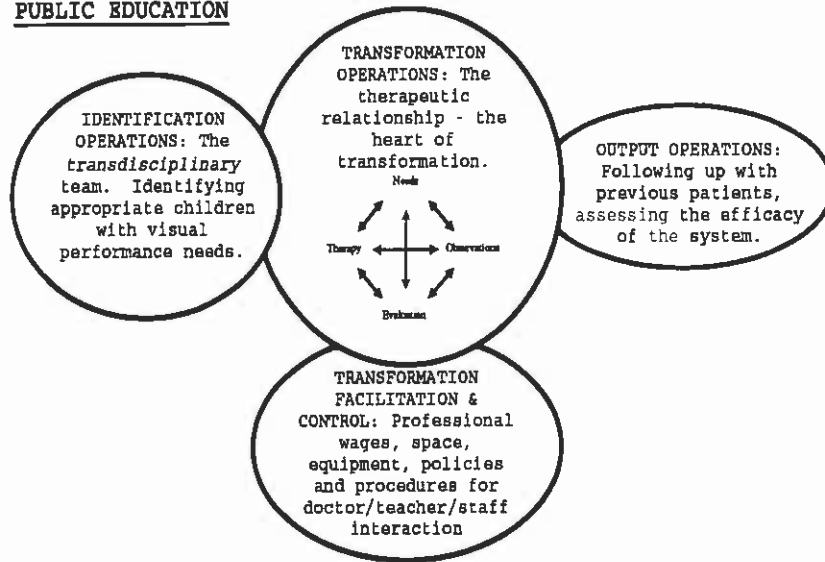 PUBLIC EDUCATION
IDENTIFICATION
OPERATIONS: The
transdisciplinary
team. Identifying
appropriate children
with visual
performance needs.
TRANSFORMATION
OPERATIONS: The
therapeutic
relationship - the
heart of
transformation.
Needs
Therapy
Observations
Evaluation
OUTPUT OPERATIONS:
Following up with
previous patients,
assessing the efficacy
of the system.
TRANSFORMATION
FACILITATION &
CONTROL: Professional
wages, space,
equipment, policies
and procedures for
doctor/teacher/staff
interaction